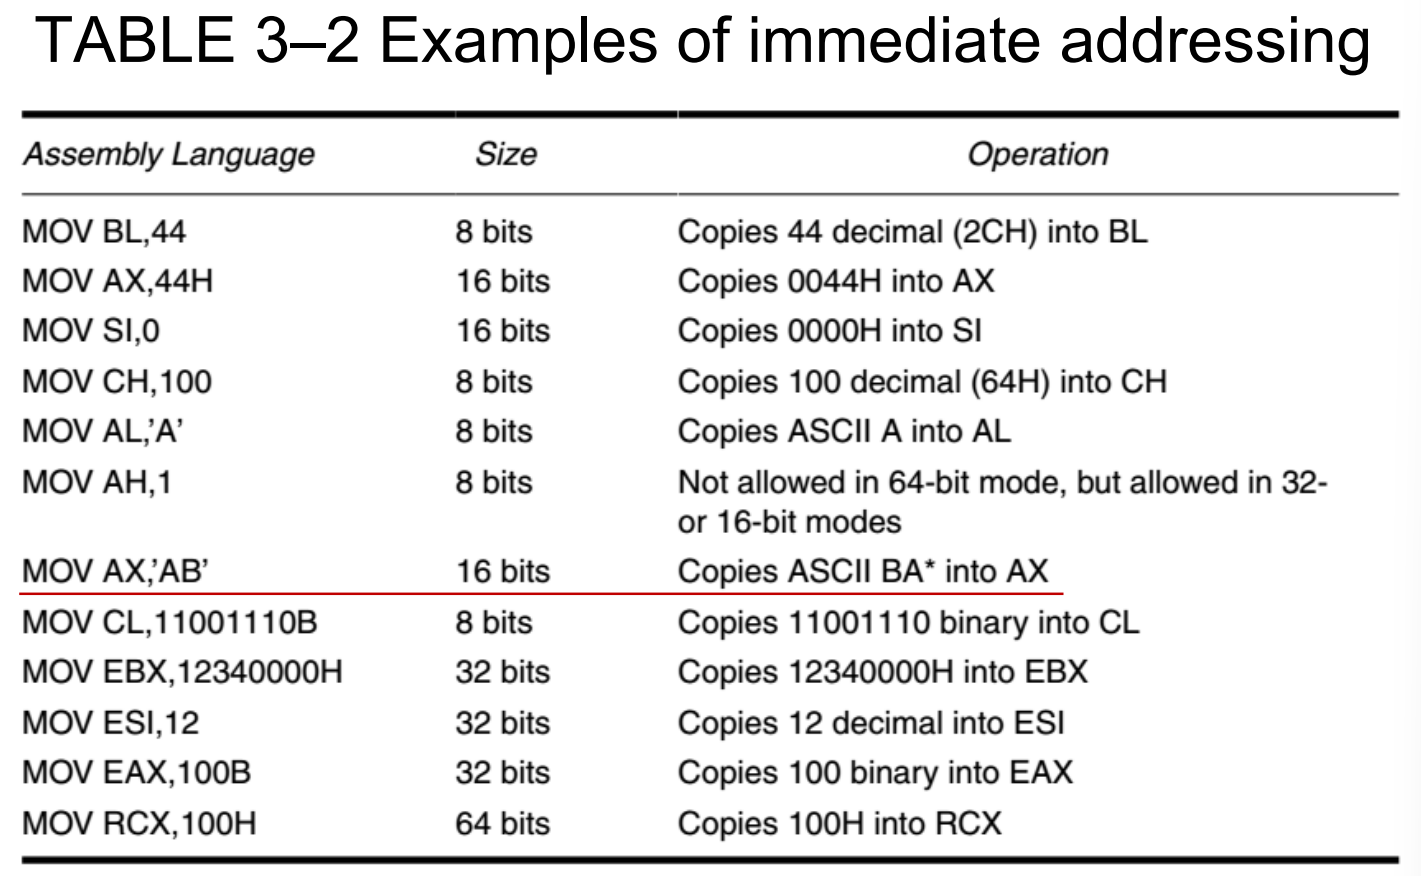 TABLE 3–2 Examples of immediate addressing
Assembly Language Size Operation
MOV BL,44 8 bits Copies 44 decimal (2CH) into BL
MOV AX,44H 16 bits Copies 0044H into AX
MOV SI,0 16 bits Copies 0000H into SI
MOV CH,100 8 bits Copies 100 decimal (64H) into CH
MOV AL,’A’ 8 bits Copies ASCII A into AL
MOV AH,1 8 bits Not allowed in 64-bit mode, but allowed in 32-
or 16-bit modes
MOV AX,’AB’ 16 bits Copies ASCII BA* into AX
MOV CL,11001110B 8 bits Copies 11001110 binary into CL
MOV EBX,12340000H 32 bits Copies 12340000H into EBX
MOV ESI,12 32 bits Copies 12 decimal into ESI
MOV EAX,100B 32 bits Copies 100 binary into EAX
MOV RCX,100H 64 bits Copies 100H into RCX